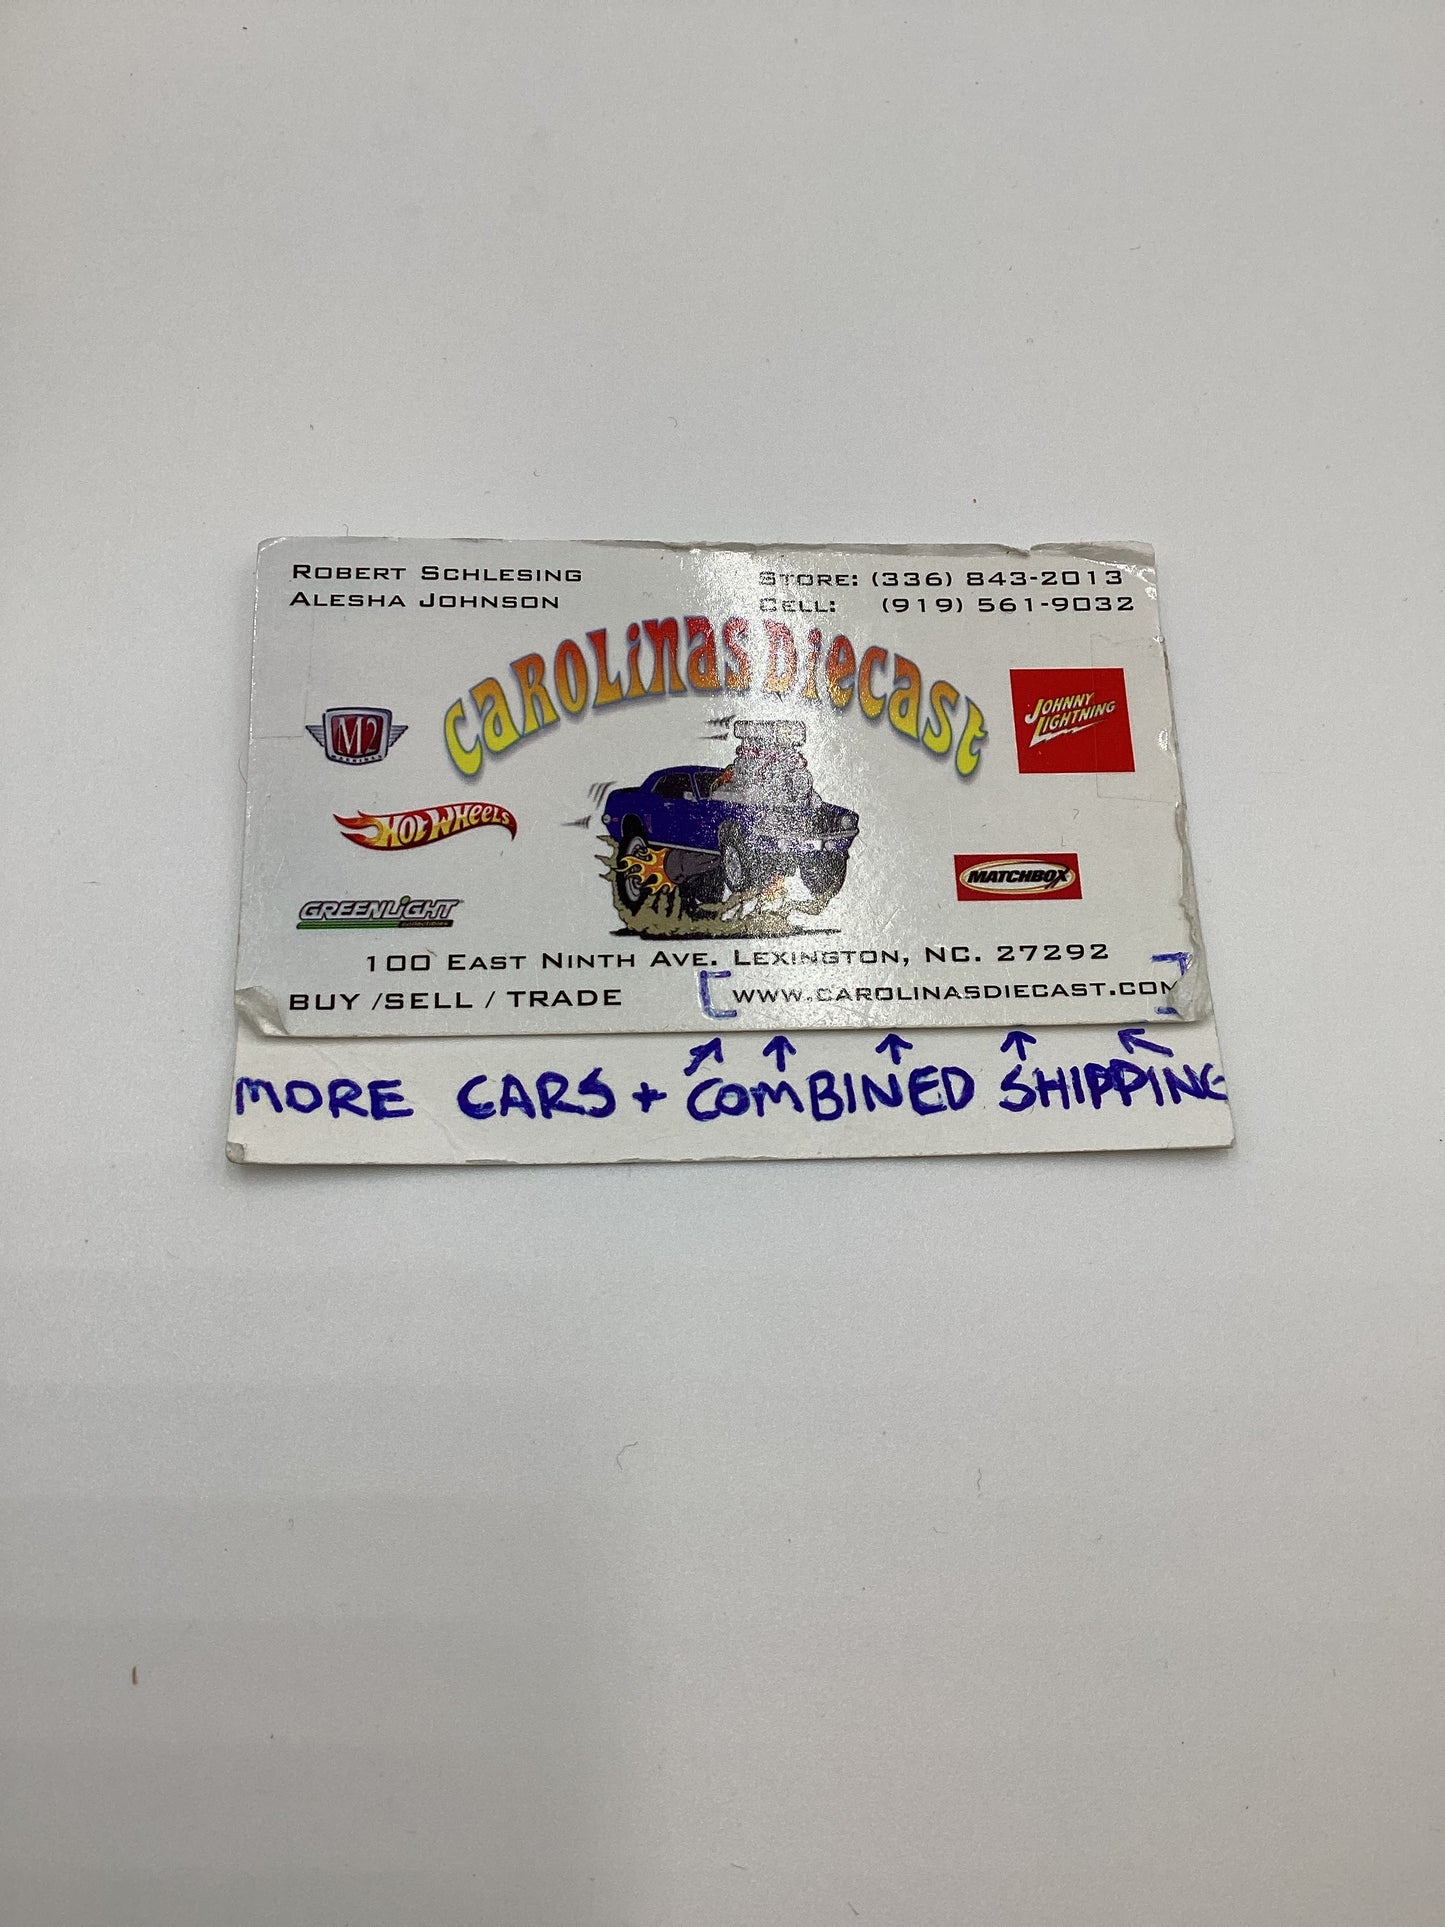 ROBERT SCHLESING
ALESHA JOHNSON
STORE: (336) 843-2013
CELL: (919) 561-9032
CAROLINAS DIECAST
M2
MACHINES
JOHNNY
LIGHTNING
HOT WHEELS
MATCHBOX
GREENLIGHT
collectibles
100 EAST NINTH AVE. LEXINGTON, NC. 27292
BUY /SELL / TRADE
WWW.CAROLINASDIECAST.COM
MORE CARS + COMBINED SHIPPING